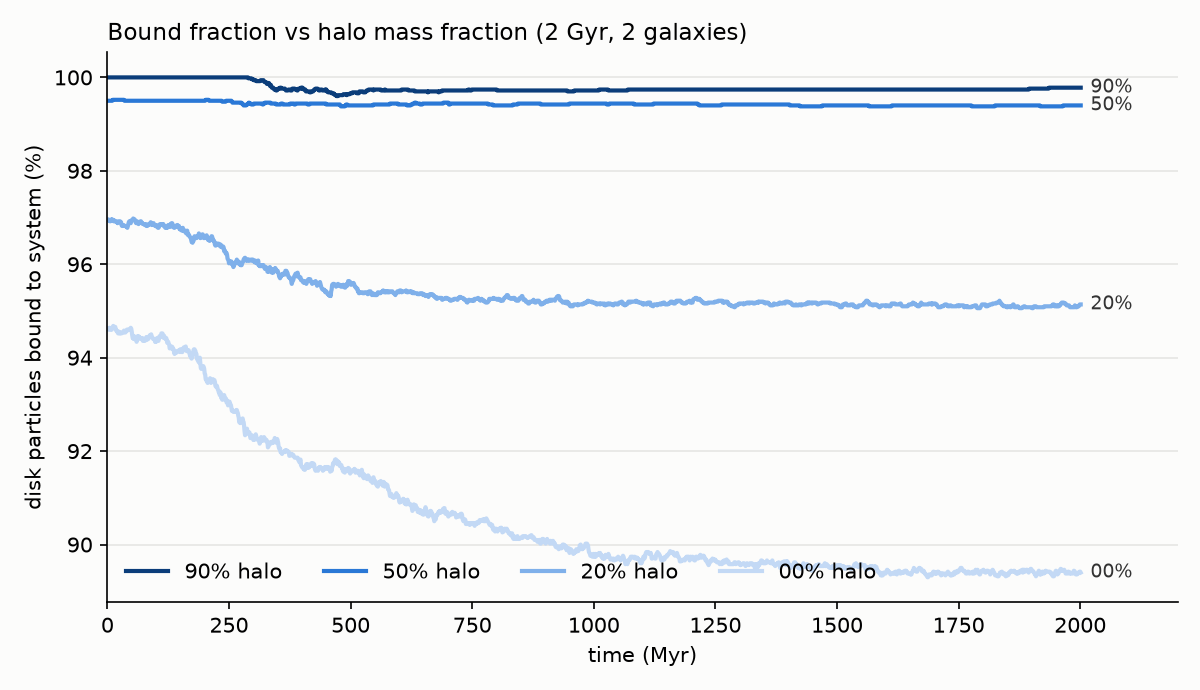 Bound fraction vs halo mass fraction (2 Gyr, 2 galaxies)
disk particles bound to system (%)
100
98
96
94
92
90
90%
50%
20%
00%
90% halo
50% halo
20% halo
00% halo
0
250
500
750
1000
1250
1500
1750
2000
time (Myr)